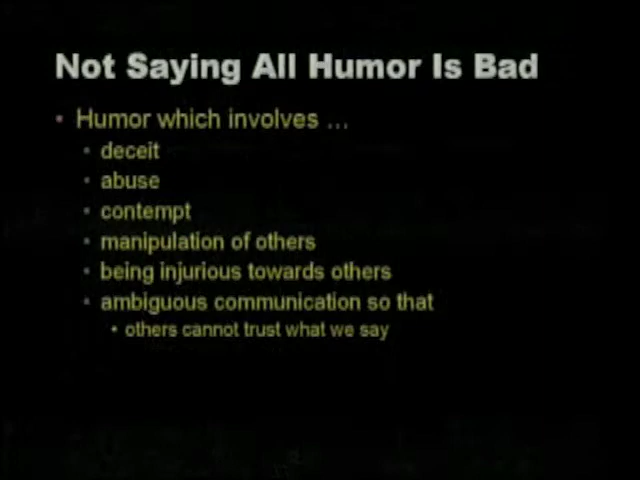 Not Saying All Humor Is Bad
• Humor which involves ...
• deceit
• abuse
• contempt
• manipulation of others
• being injurious towards others
• ambiguous communication so that
• others cannot trust what we say